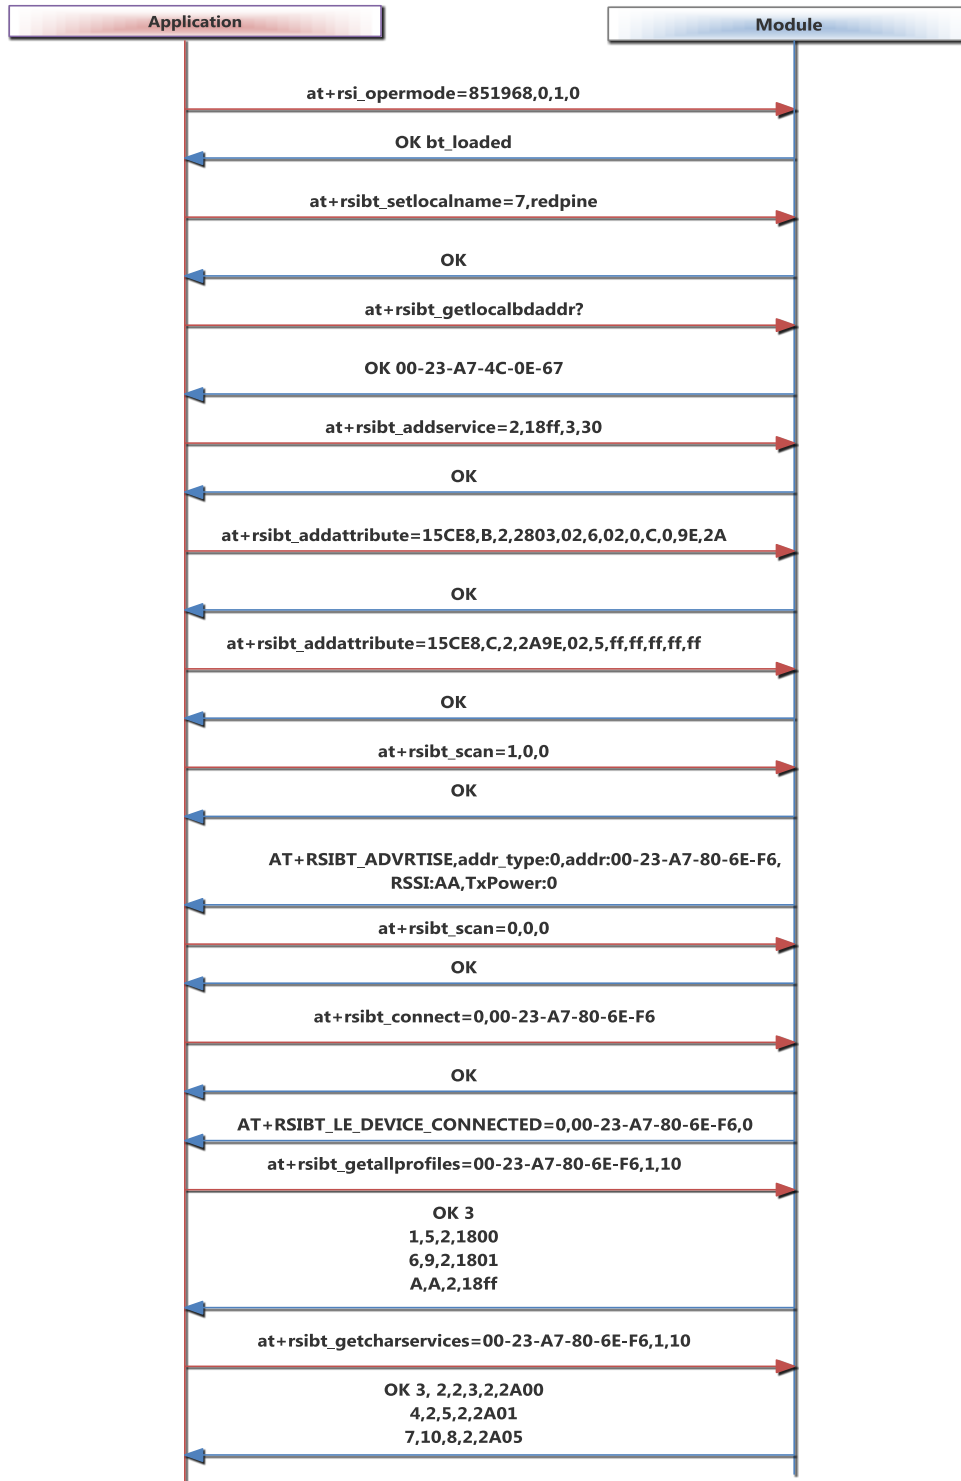 Application
Module
at+rsi_opermode=851968,0,1,0
OK bt_loaded
at+rsibt_setlocalname=7,redpine
OK
at+rsibt_getlocalbdaddr?
OK 00-23-A7-4C-0E-67
at+rsibt_addservice=2,18ff,3,30
OK
at+rsibt_addattribute=15CE8,B,2,2803,02,6,02,0,C,0,9E,2A
OK
at+rsibt_addattribute=15CE8,C,2,2A9E,02,5,ff,ff,ff,ff,ff
OK
at+rsibt_scan=1,0,0
OK
AT+RSIBT_ADVRTISE,addr_type:0,addr:00-23-A7-80-6E-F6,
RSSI:AA,TxPower:0
at+rsibt_scan=0,0,0
OK
at+rsibt_connect=0,00-23-A7-80-6E-F6
OK
AT+RSIBT_LE_DEVICE_CONNECTED=0,00-23-A7-80-6E-F6,0
at+rsibt_getallprofiles=00-23-A7-80-6E-F6,1,10
OK 3
1,5,2,1800
6,9,2,1801
A,A,2,18ff
at+rsibt_getcharservices=00-23-A7-80-6E-F6,1,10
OK 3, 2,2,3,2,2A00
4,2,5,2,2A01
7,10,8,2,2A05